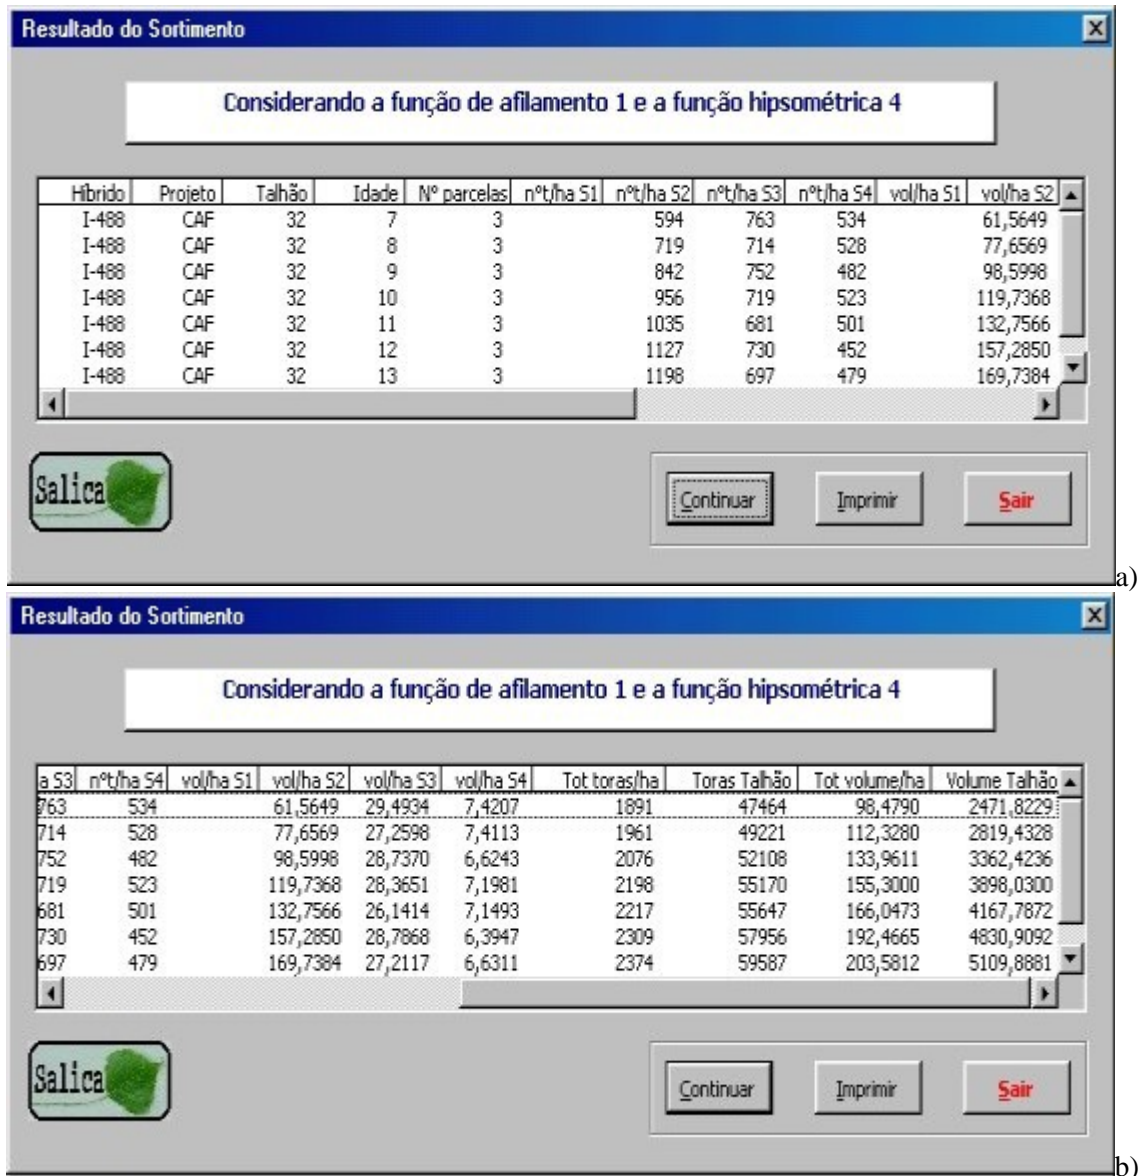 Resultado do Sortimento
Considerando a função de afilamento 1 e a função hipsométrica 4
Híbrido Projeto Talhão Idade Nº parcelas nºt/ha S1 nºt/ha S2 nºt/ha S3 nºt/ha S4 vol/ha S1 vol/ha S2
I-488 CAF 32 7 3 594 763 534 61,5649
I-488 CAF 32 8 3 719 714 528 77,6569
I-488 CAF 32 9 3 842 752 482 98,5998
I-488 CAF 32 10 3 956 719 523 119,7368
I-488 CAF 32 11 3 1035 681 501 132,7566
I-488 CAF 32 12 3 1127 730 452 157,2850
I-488 CAF 32 13 3 1198 697 479 169,7384
Salica Continuar Imprimir Sair
a)
Resultado do Sortimento
Considerando a função de afilamento 1 e a função hipsométrica 4
a S3 nºt/ha S4 vol/ha S1 vol/ha S2 vol/ha S3 vol/ha S4 Tot toras/ha Toras Talhão Tot volume/ha Volume Talhão
763 534 61,5649 29,4934 7,4207 1891 47464 98,4790 2471,8229
714 528 77,6569 27,2598 7,4113 1961 49221 112,3280 2819,4328
752 482 98,5998 28,7370 6,6243 2076 52108 133,9611 3362,4236
719 523 119,7368 28,3651 7,1981 2198 55170 155,3000 3898,0300
681 501 132,7566 26,1414 7,1493 2217 55647 166,0473 4167,7872
730 452 157,2850 28,7868 6,3947 2309 57956 192,4665 4830,9092
697 479 169,7384 27,2117 6,6311 2374 59587 203,5812 5109,8881
Salica Continuar Imprimir Sair
b)